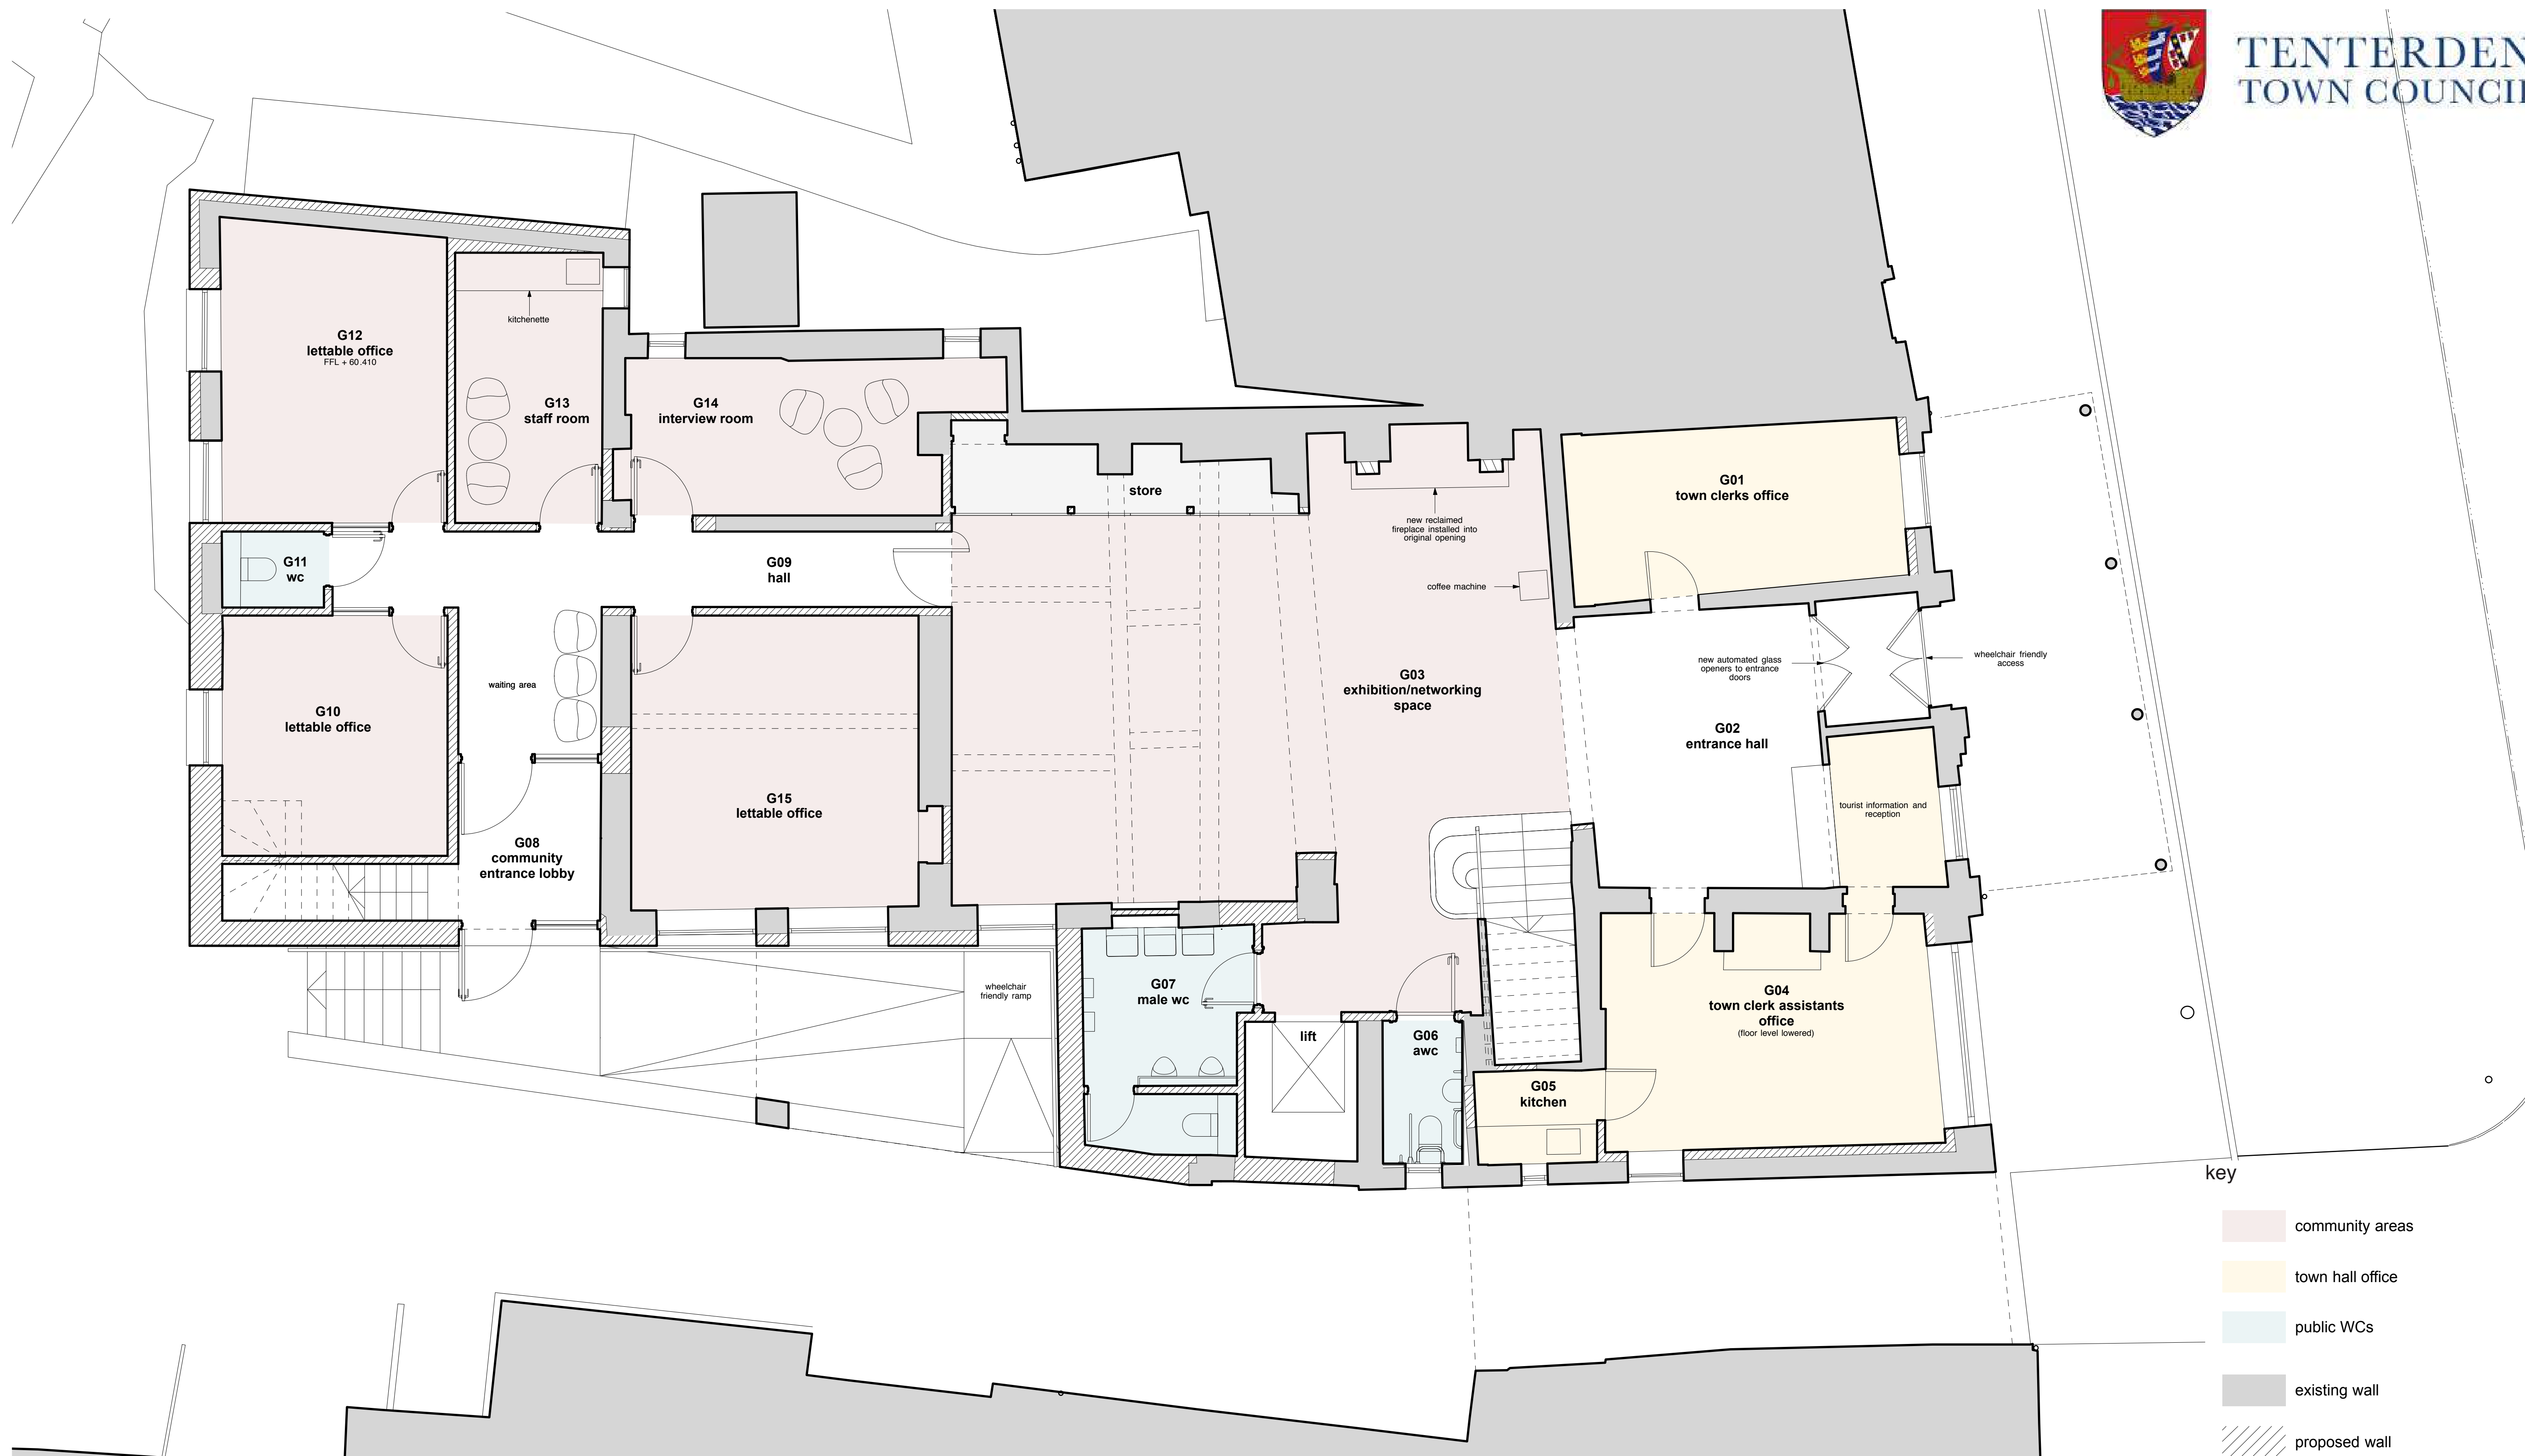 TENTERDEN
TOWN COUNCIL
G12
lettable office
FFL + 60.410
kitchenette
G13
staff room
G14
interview room
store
new reclaimed
fireplace installed into
original opening
G01
town clerks office
G11
wc
G09
hall
coffee machine
waiting area
G03
exhibition/networking
space
new automated glass
openers to entrance
doors
wheelchair friendly
access
G10
lettable office
G02
entrance hall
G15
lettable office
tourist information and
reception
G08
community
entrance lobby
wheelchair
friendly ramp
G07
male wc
lift
G06
awc
G04
town clerk assistants
office
(floor level lowered)
G05
kitchen
key
community areas
town hall office
public WCs
existing wall
proposed wall